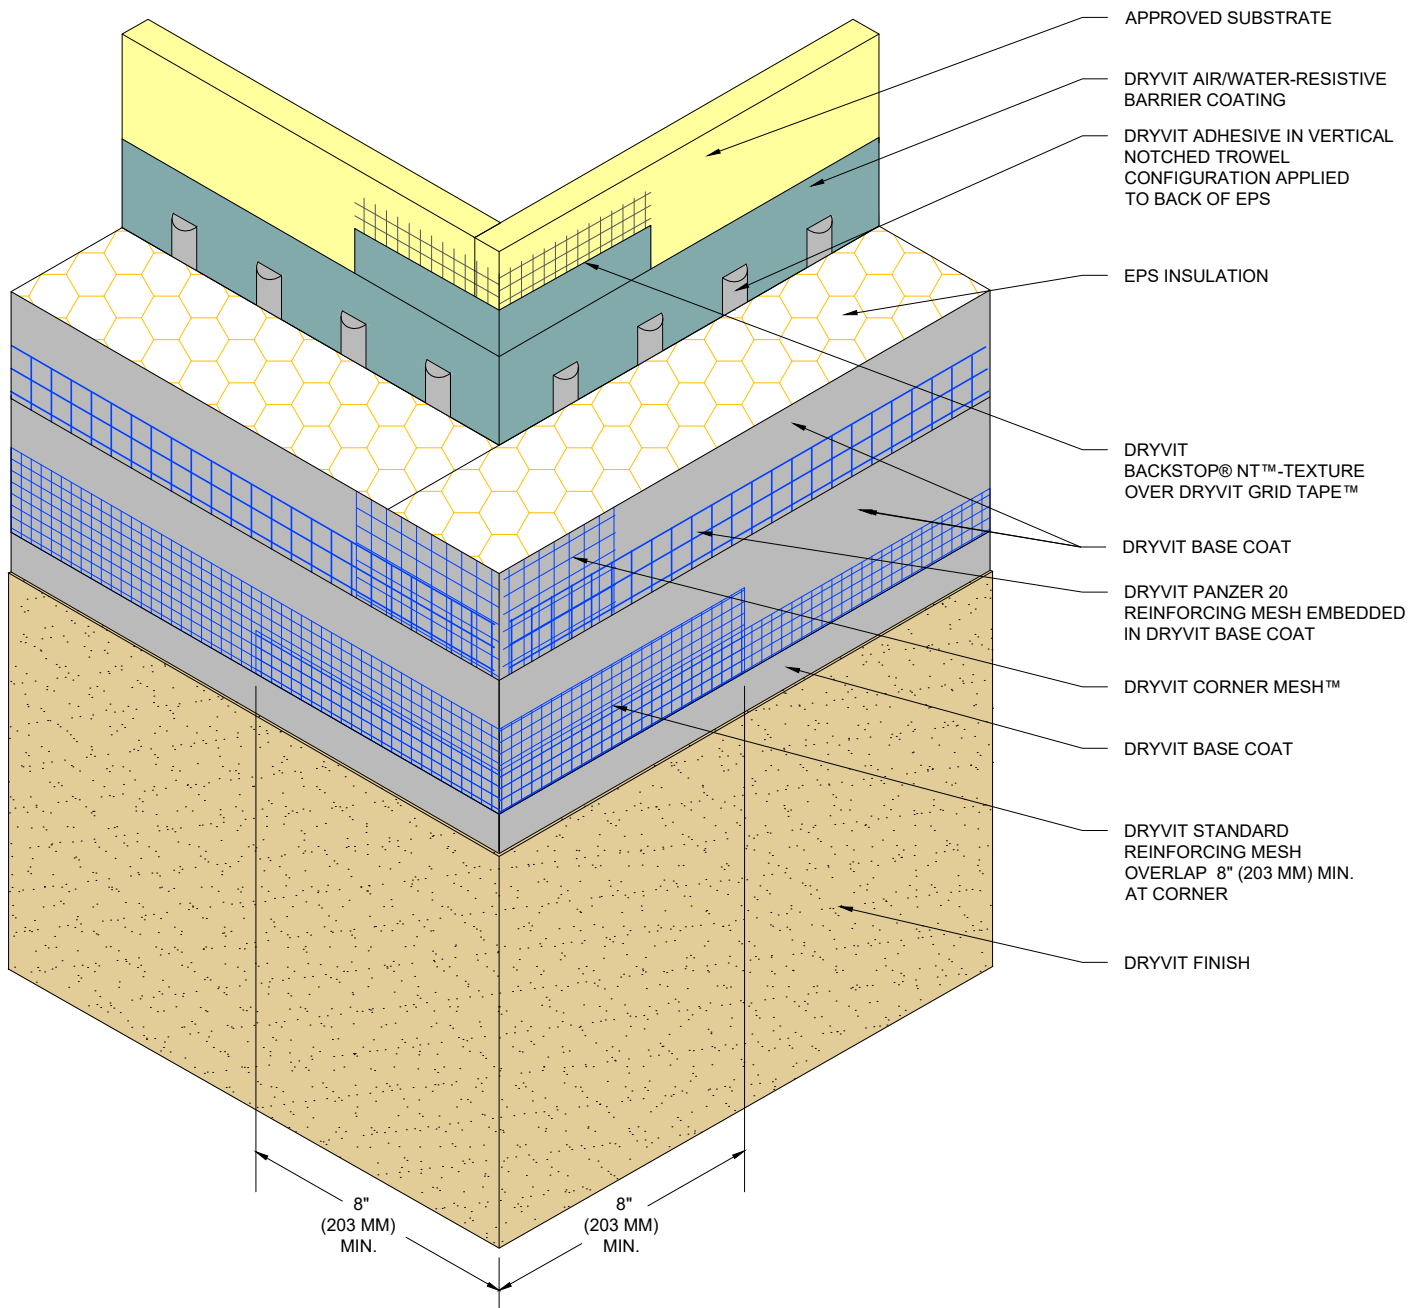 APPROVED SUBSTRATE
DRYVIT AIR/WATER-RESISTIVE
BARRIER COATING
DRYVIT ADHESIVE IN VERTICAL
NOTCHED TROWEL
CONFIGURATION APPLIED
TO BACK OF EPS
EPS INSULATION
DRYVIT
BACKSTOP® NT™-TEXTURE
OVER DRYVIT GRID TAPE™
DRYVIT BASE COAT
DRYVIT PANZER 20
REINFORCING MESH EMBEDDED
IN DRYVIT BASE COAT
DRYVIT CORNER MESH™
DRYVIT BASE COAT
DRYVIT STANDARD
REINFORCING MESH
OVERLAP 8" (203 MM) MIN.
AT CORNER
DRYVIT FINISH
8"
(203 MM)
MIN.
8"
(203 MM)
MIN.